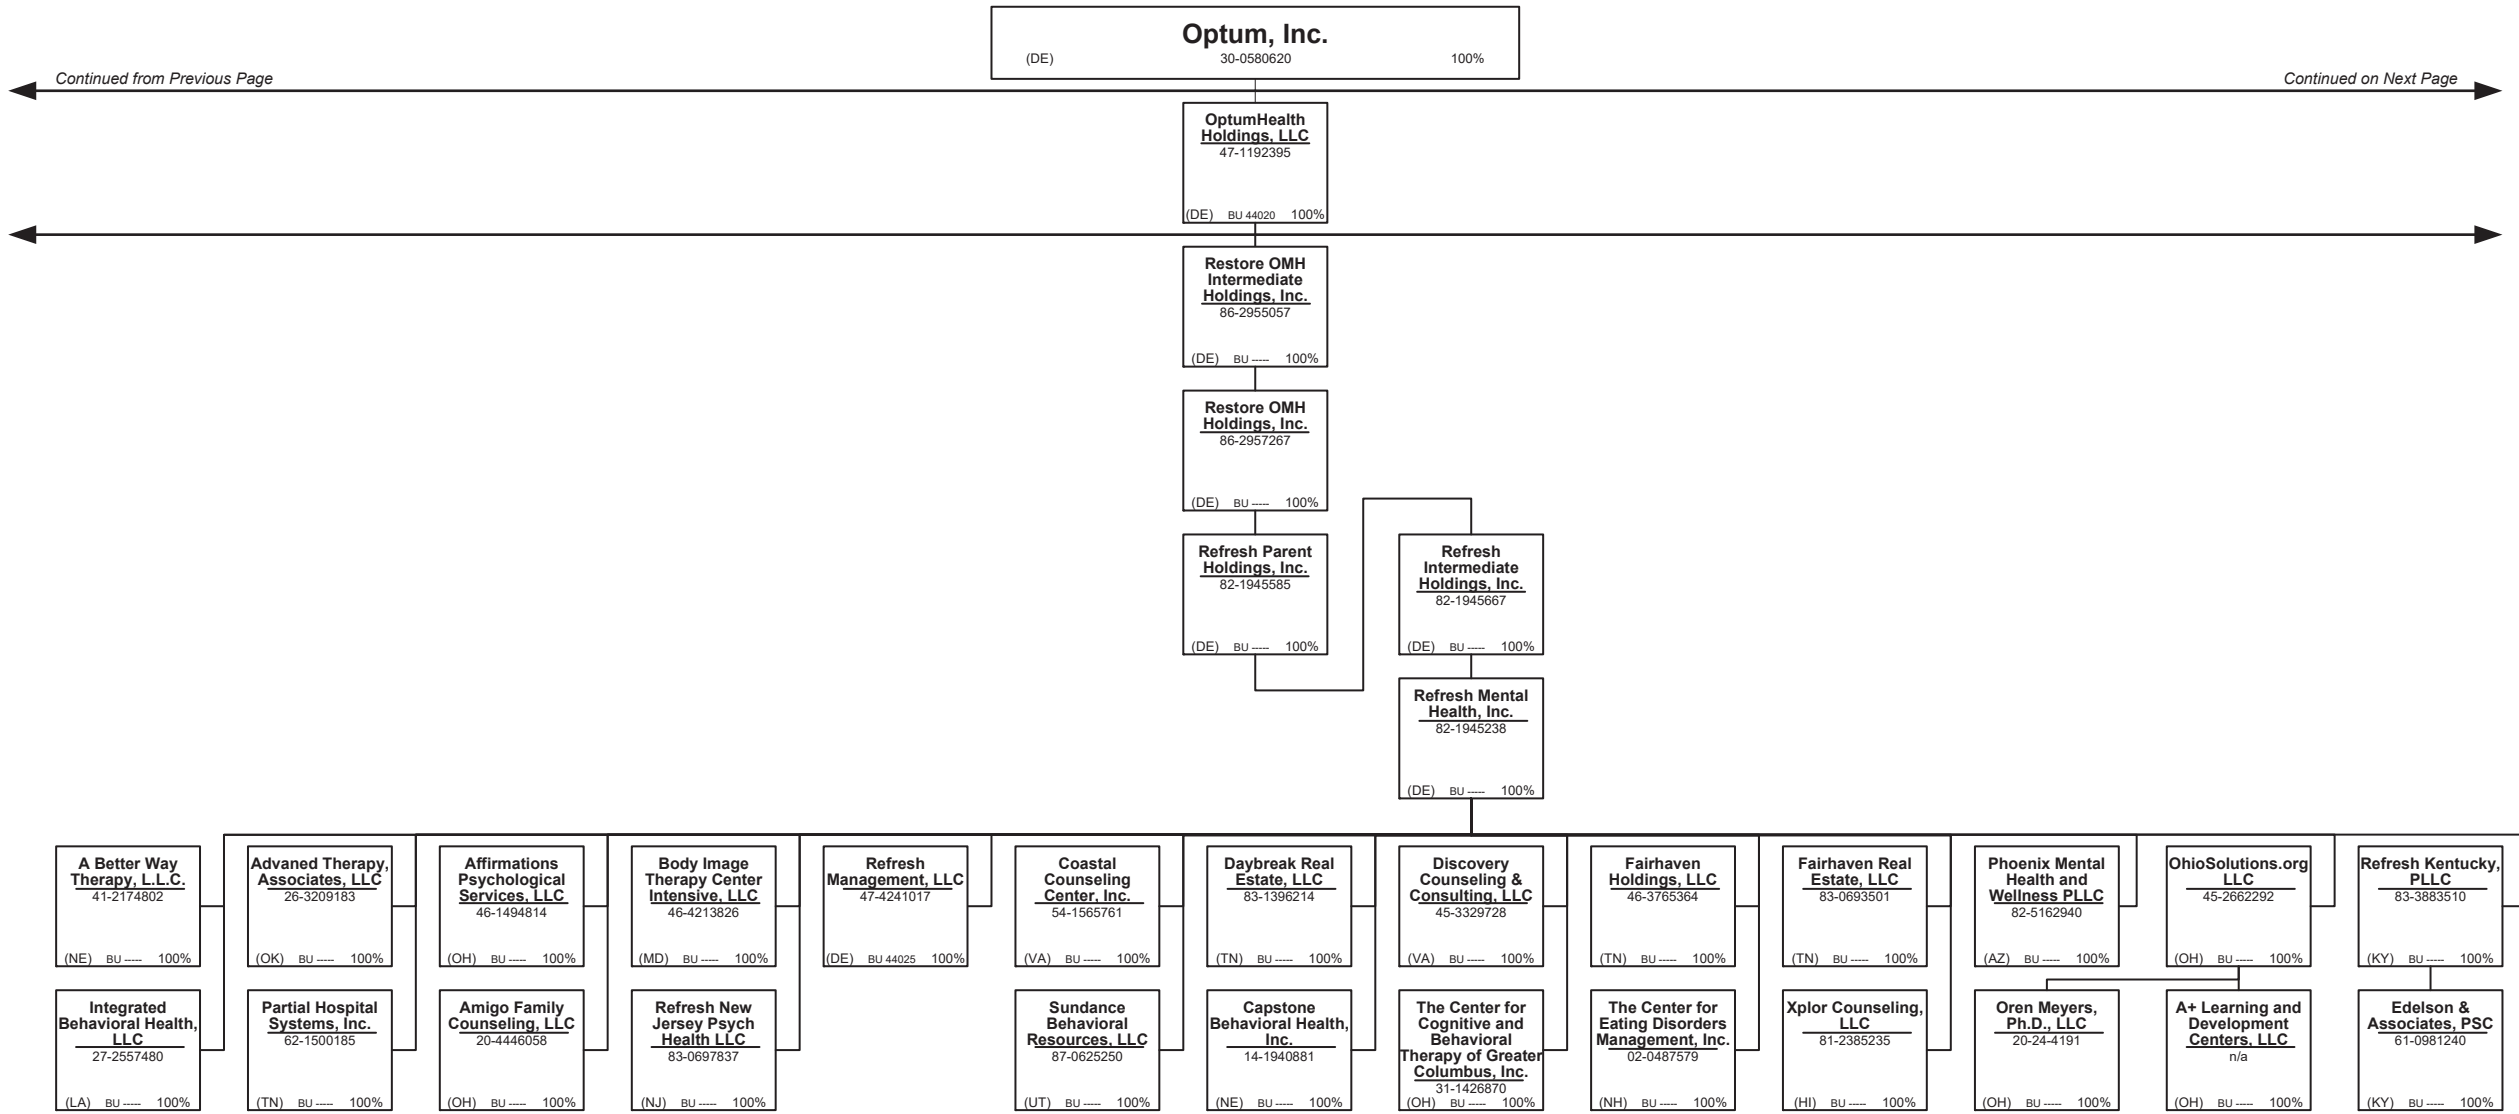 Optum, Inc.
(DE) 30-0580620 100%
Continued from Previous Page
Continued on Next Page
OptumHealth
Holdings, LLC
47-1192395
(DE) BU 44020 100%
Restore OMH
Intermediate
Holdings, Inc.
86-2955057
(DE) BU ----- 100%
Restore OMH
Holdings, Inc.
86-2957267
(DE) BU ----- 100%
Refresh Parent
Holdings, Inc.
82-1945585
(DE) BU ----- 100%
Refresh
Intermediate
Holdings, Inc.
82-1945667
(DE) BU ----- 100%
Refresh Mental
Health, Inc.
82-1945238
(DE) BU ----- 100%
A Better Way
Therapy, L.L.C.
41-2174802
(NE) BU ----- 100%
Advaned Therapy,
Associates, LLC
26-3209183
(OK) BU ----- 100%
Affirmations
Psychological
Services, LLC
46-1494814
(OH) BU ----- 100%
Body Image
Therapy Center
Intensive, LLC
46-4213826
(MD) BU ----- 100%
Refresh
Management, LLC
47-4241017
(DE) BU 44025 100%
Coastal
Counseling
Center, Inc.
54-1565761
(VA) BU ----- 100%
Daybreak Real
Estate, LLC
83-1396214
(TN) BU ----- 100%
Discovery
Counseling &
Consulting, LLC
45-3329728
(VA) BU ----- 100%
Fairhaven
Holdings, LLC
46-3765364
(TN) BU ----- 100%
Fairhaven Real
Estate, LLC
83-0693501
(TN) BU ----- 100%
Phoenix Mental
Health and
Wellness PLLC
82-5162940
(AZ) BU ----- 100%
OhioSolutions.org
LLC
45-2662292
(OH) BU ----- 100%
Refresh Kentucky,
PLLC
83-3883510
(KY) BU ----- 100%
Integrated
Behavioral Health,
LLC
27-2557480
(LA) BU ----- 100%
Partial Hospital
Systems, Inc.
62-1500185
(TN) BU ----- 100%
Amigo Family
Counseling, LLC
20-4446058
(OH) BU ----- 100%
Refresh New
Jersey Psych
Health LLC
83-0697837
(NJ) BU ----- 100%
Sundance
Behavioral
Resources, LLC
87-0625250
(UT) BU ----- 100%
Capstone
Behavioral Health,
Inc.
14-1940881
(NE) BU ----- 100%
The Center for
Cognitive and
Behavioral
Therapy of Greater
Columbus, Inc.
31-1426870
(OH) BU ----- 100%
The Center for
Eating Disorders
Management, Inc.
02-0487579
(NH) BU ----- 100%
Xplor Counseling,
LLC
81-2385235
(HI) BU ----- 100%
Oren Meyers,
Ph.D., LLC
20-24-4191
(OH) BU ----- 100%
A+ Learning and
Development
Centers, LLC
n/a
(OH) BU ----- 100%
Edelson &
Associates, PSC
61-0981240
(KY) BU ----- 100%